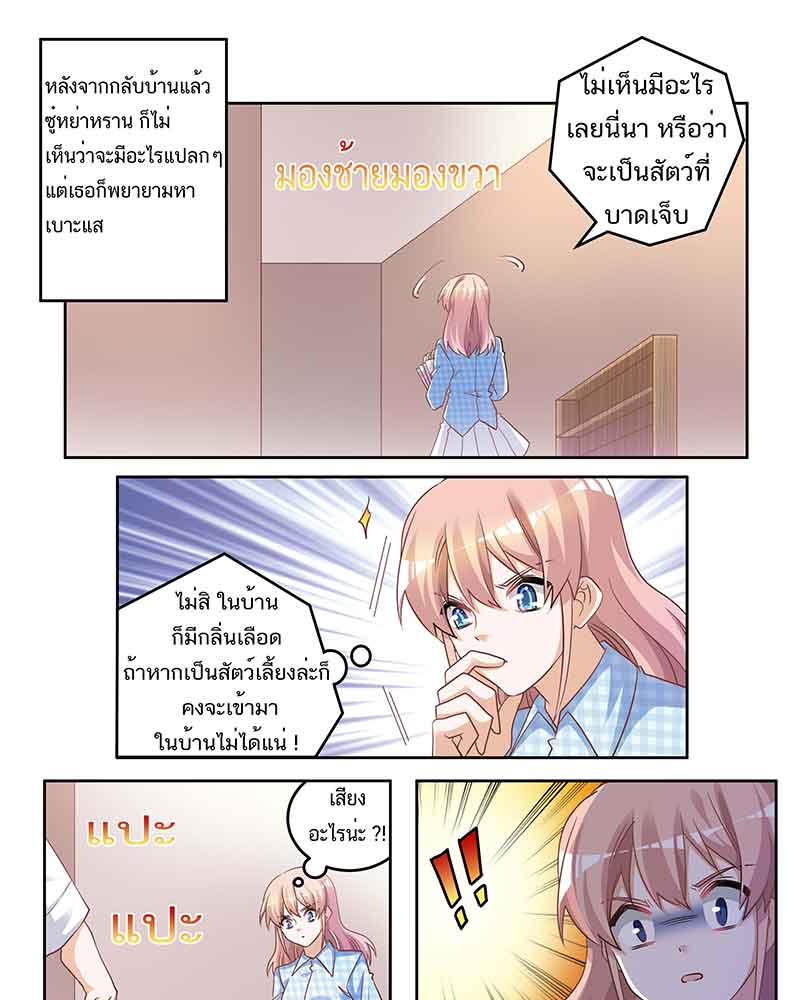 หลังจากกลับบ้านแล้ว
ซู๋หย่าหราน ก็ไม่
เห็นว่าจะมีอะไรแปลกๆ
แต่เธอก็พยายามหา
เบาะแส
ไม่เห็นมีอะไร
เลยนี่นา หรือว่า
จะเป็นสัตว์ที่
บาดเจ็บ
มองซ้ายมองขวา
ไม่สิ ในบ้าน
ก็มีกลิ่นเลือด
ถ้าหากเป็นสัตว์เลี้ยงล่ะก็
คงจะเข้ามา
ในบ้านไม่ได้แน่ !
แปะ
แปะ
เสียง
อะไรน่ะ ?!
!!